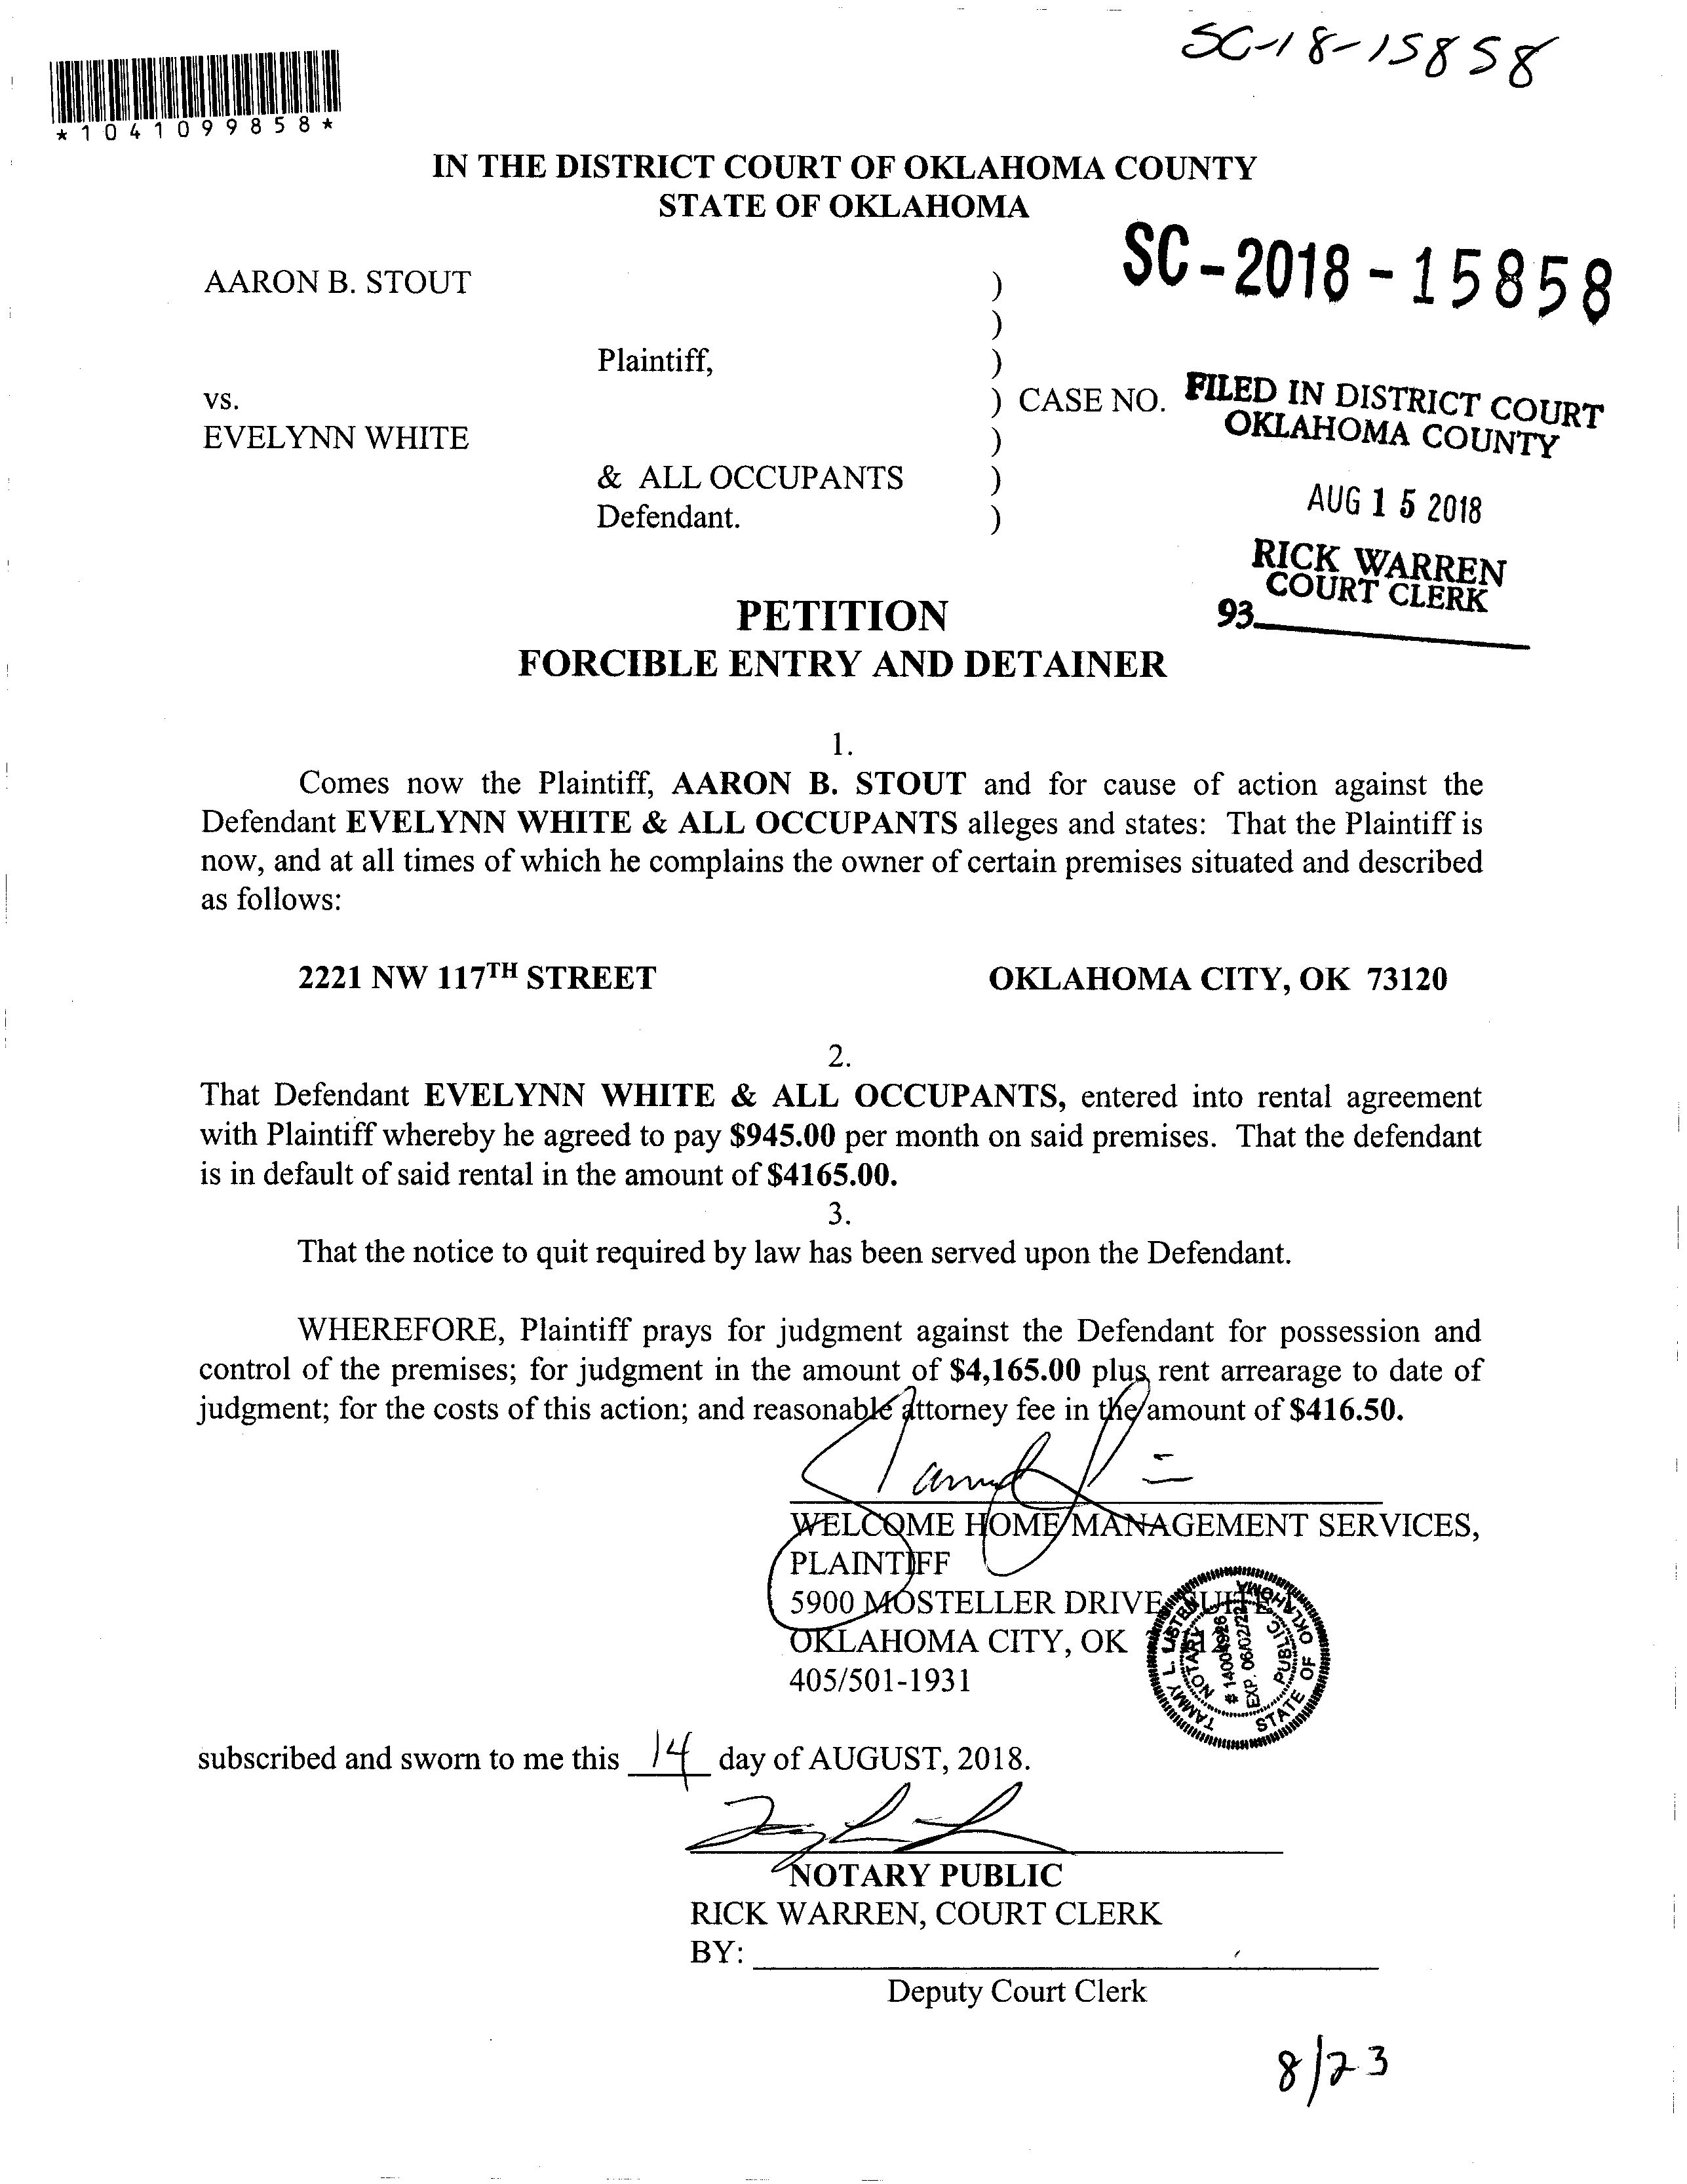 SC-18-15858
*1041099858*
IN THE DISTRICT COURT OF OKLAHOMA COUNTY
STATE OF OKLAHOMA
SC-2018-15858
AARON B. STOUT )
)
Plaintiff, )
vs. ) CASE NO.
EVELYNN WHITE )
& ALL OCCUPANTS )
Defendant. )
FILED IN DISTRICT COURT
OKLAHOMA COUNTY
AUG 15 2018
RICK WARREN
COURT CLERK
93
PETITION
FORCIBLE ENTRY AND DETAINER
1.
Comes now the Plaintiff, AARON B. STOUT and for cause of action against the
Defendant EVELYNN WHITE & ALL OCCUPANTS alleges and states: That the Plaintiff is
now, and at all times of which he complains the owner of certain premises situated and described
as follows:
2221 NW 117TH STREET OKLAHOMA CITY, OK 73120
2.
That Defendant EVELYNN WHITE & ALL OCCUPANTS, entered into rental agreement
with Plaintiff whereby he agreed to pay $945.00 per month on said premises. That the defendant
is in default of said rental in the amount of $4165.00.
3.
That the notice to quit required by law has been served upon the Defendant.
WHEREFORE, Plaintiff prays for judgment against the Defendant for possession and
control of the premises; for judgment in the amount of $4,165.00 plus rent arrearage to date of
judgment; for the costs of this action; and reasonable attorney fee in the amount of $416.50.
WELCOME HOME MANAGEMENT SERVICES,
PLAINTIFF
5900 MOSTELLER DRIVE
OKLAHOMA CITY, OK
405/501-1931
TAMMY L. LISTEN
NOTARY PUBLIC
# 14004926
EXP. 06/02/22
STATE OF OKLAHOMA
subscribed and sworn to me this 14 day of AUGUST, 2018.
NOTARY PUBLIC
RICK WARREN, COURT CLERK
BY:
Deputy Court Clerk
8/23